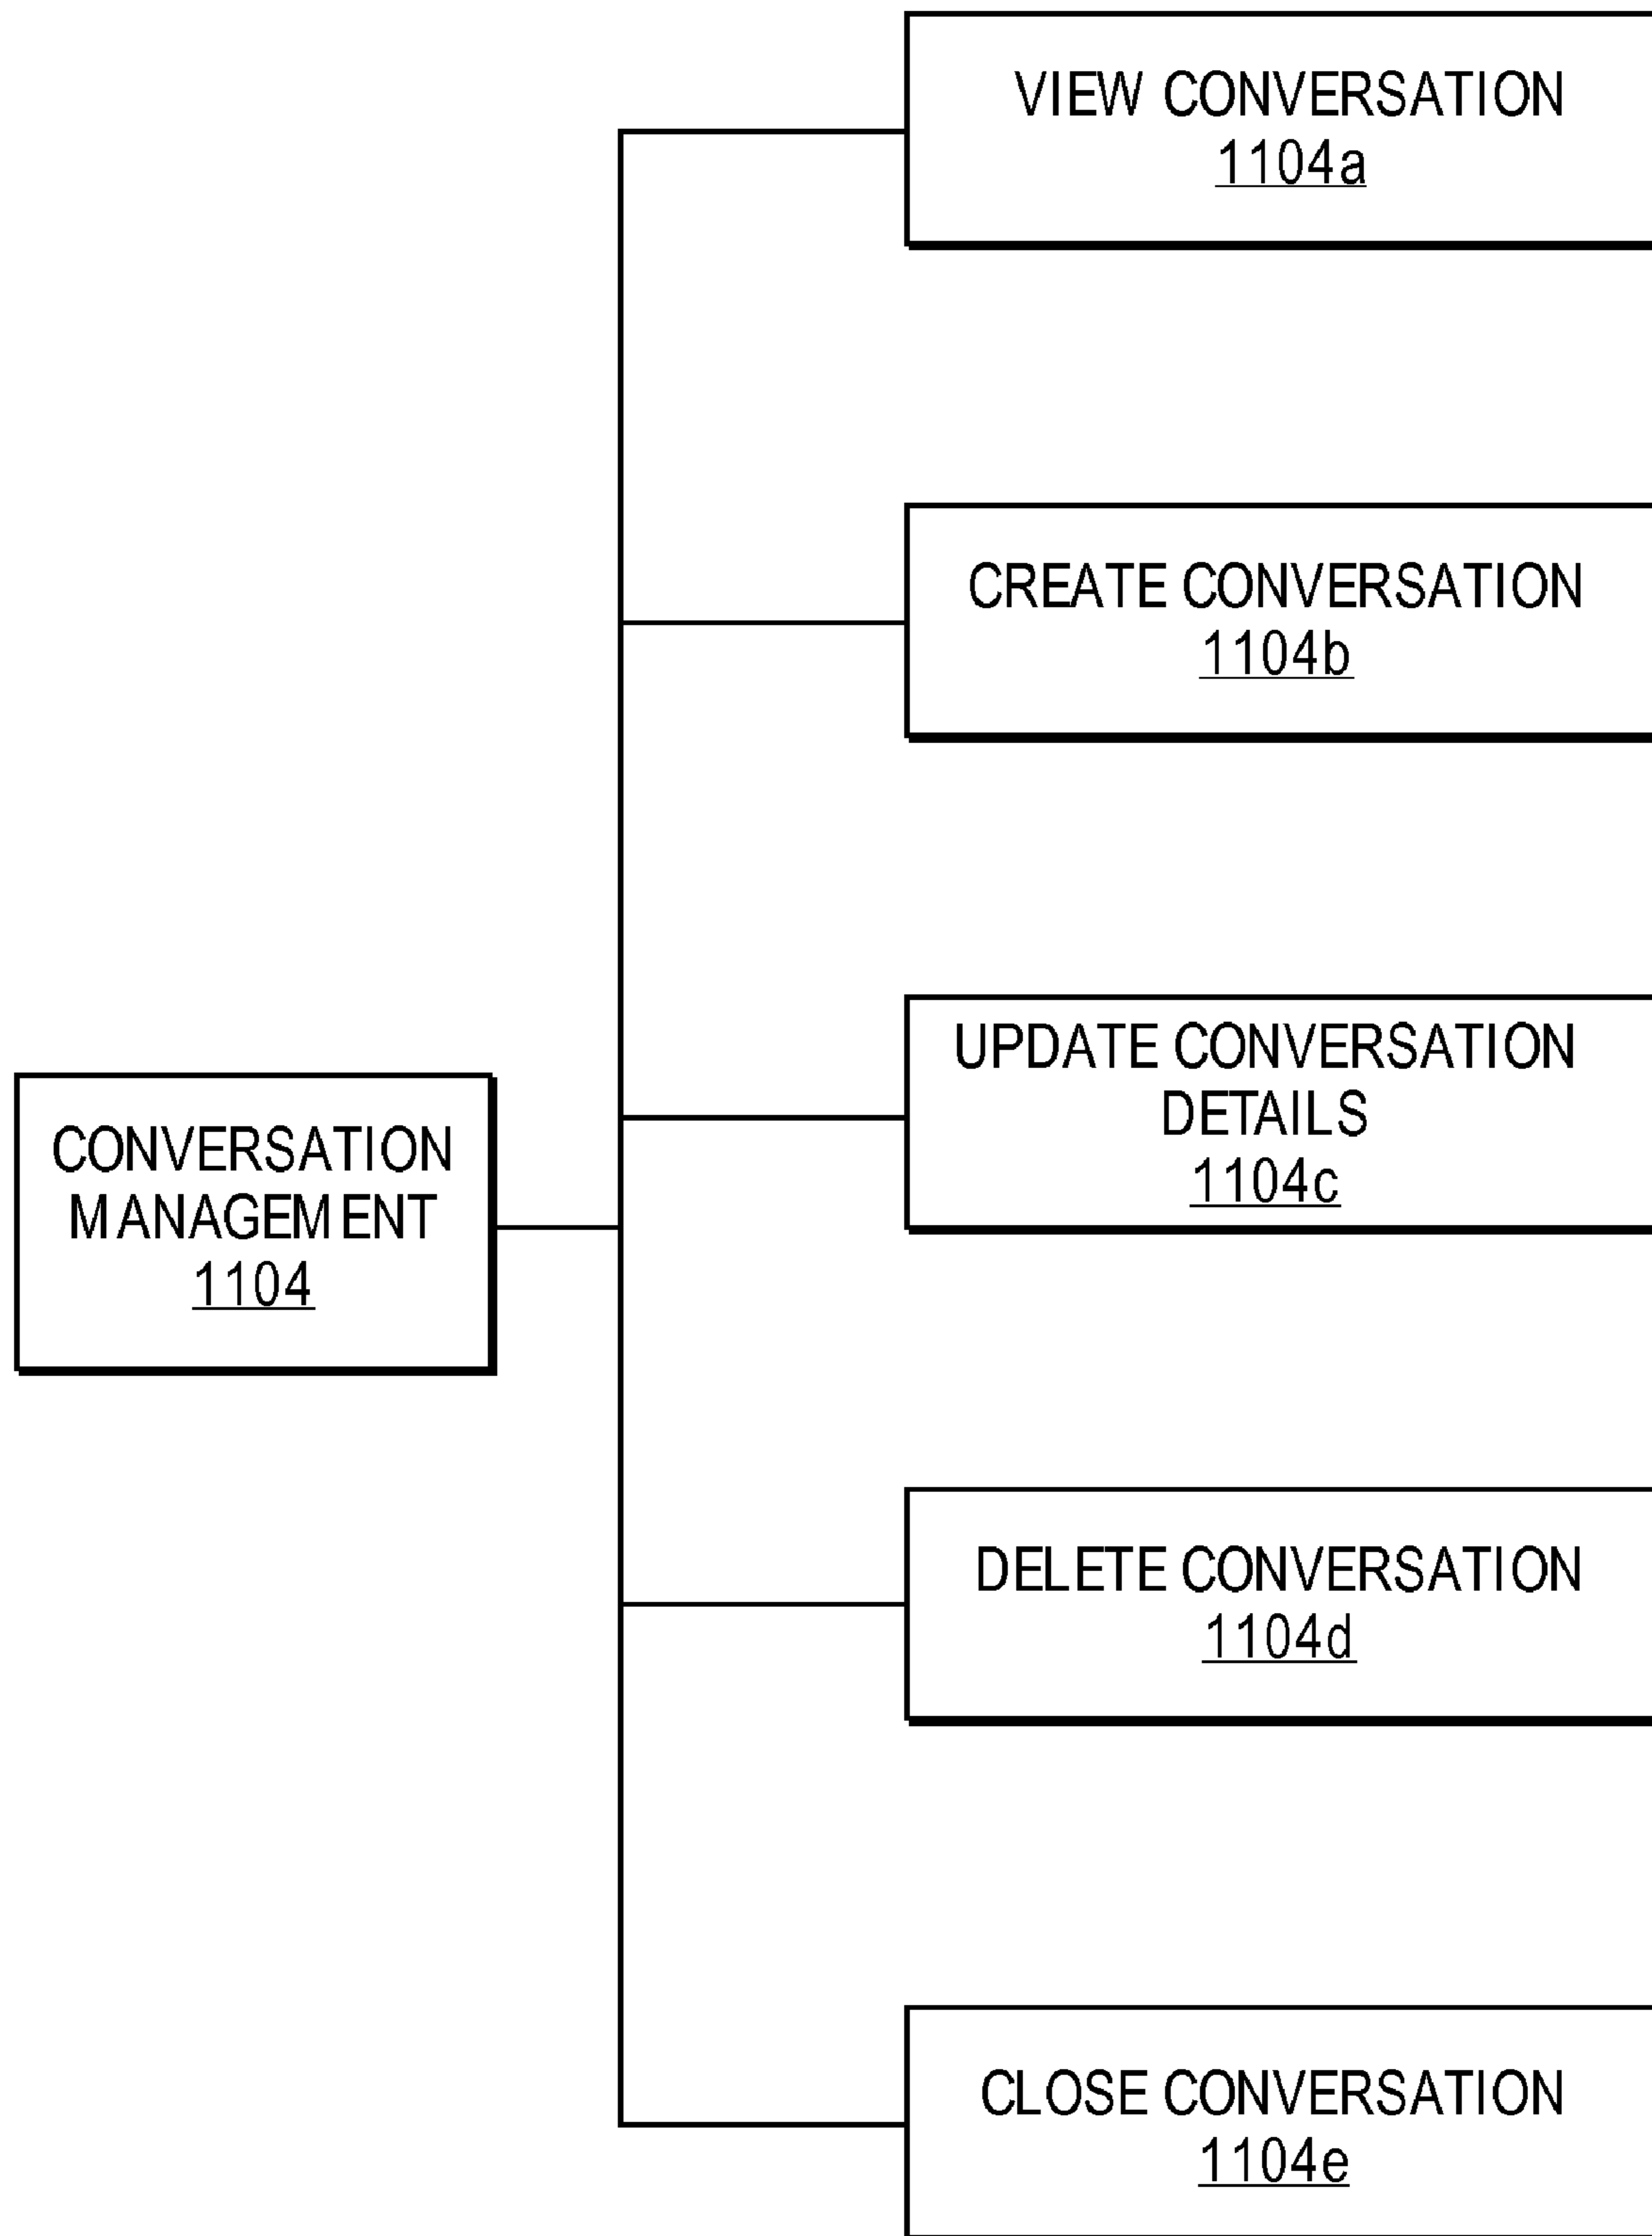 VIEW CONVERSATION
1104a
CREATE CONVERSATION
1104b
UPDATE CONVERSATION
DETAILS
1104c
CONVERSATION
MANAGEMENT
1104
DELETE CONVERSATION
1104d
CLOSE CONVERSATION
1104e